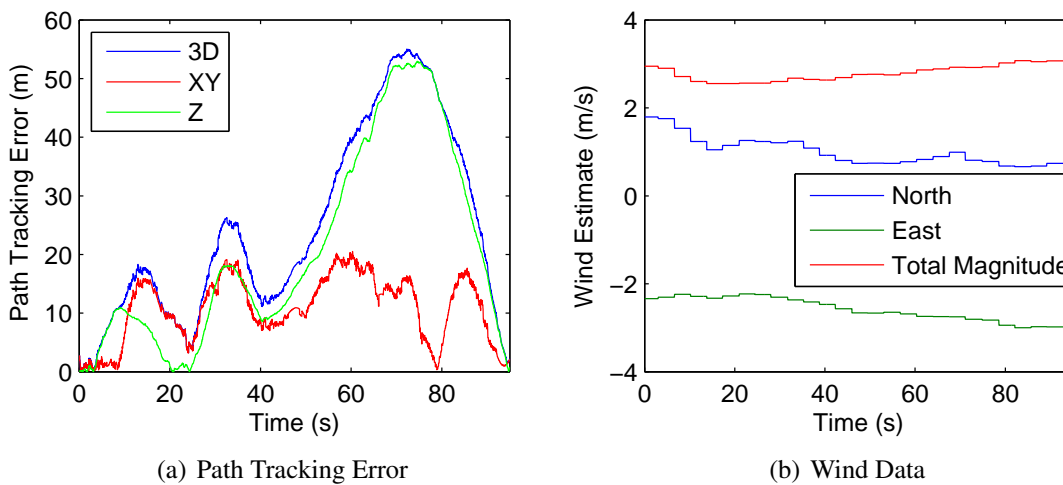 60
50
40
30
20
10
0
0 20 40 60 80
Path Tracking Error (m)
Time (s)
3D
XY
Z
(a) Path Tracking Error
4
2
0
−2
−4
0 20 40 60 80
Wind Estimate (m/s)
Time (s)
North
East
Total Magnitude
(b) Wind Data